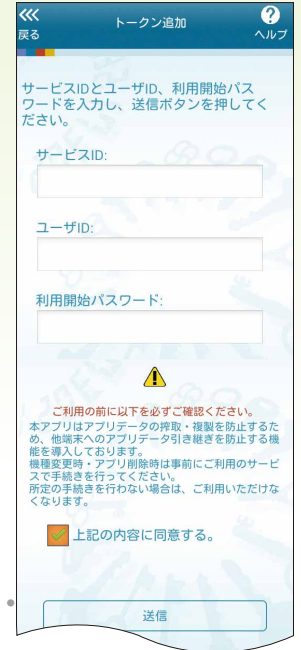 トークン追加
戻る
ヘルプ
サービスIDとユーザID、利用開始パス
ワードを入力し、送信ボタンを押してく
ださい。
サービスID:
ユーザID:
利用開始パスワード:
ご利用の前に以下を必ずご確認ください。
本アプリはアプリデータの搾取・複製を防止するた
め、他端末へのアプリデータ引き継ぎを防止する機
能を導入しております。
機種変更時・アプリ削除時は事前にご利用のサービ
スで手続きを行ってください。
所定の手続きを行わない場合は、ご利用いただけな
くなります。
上記の内容に同意する。
送信